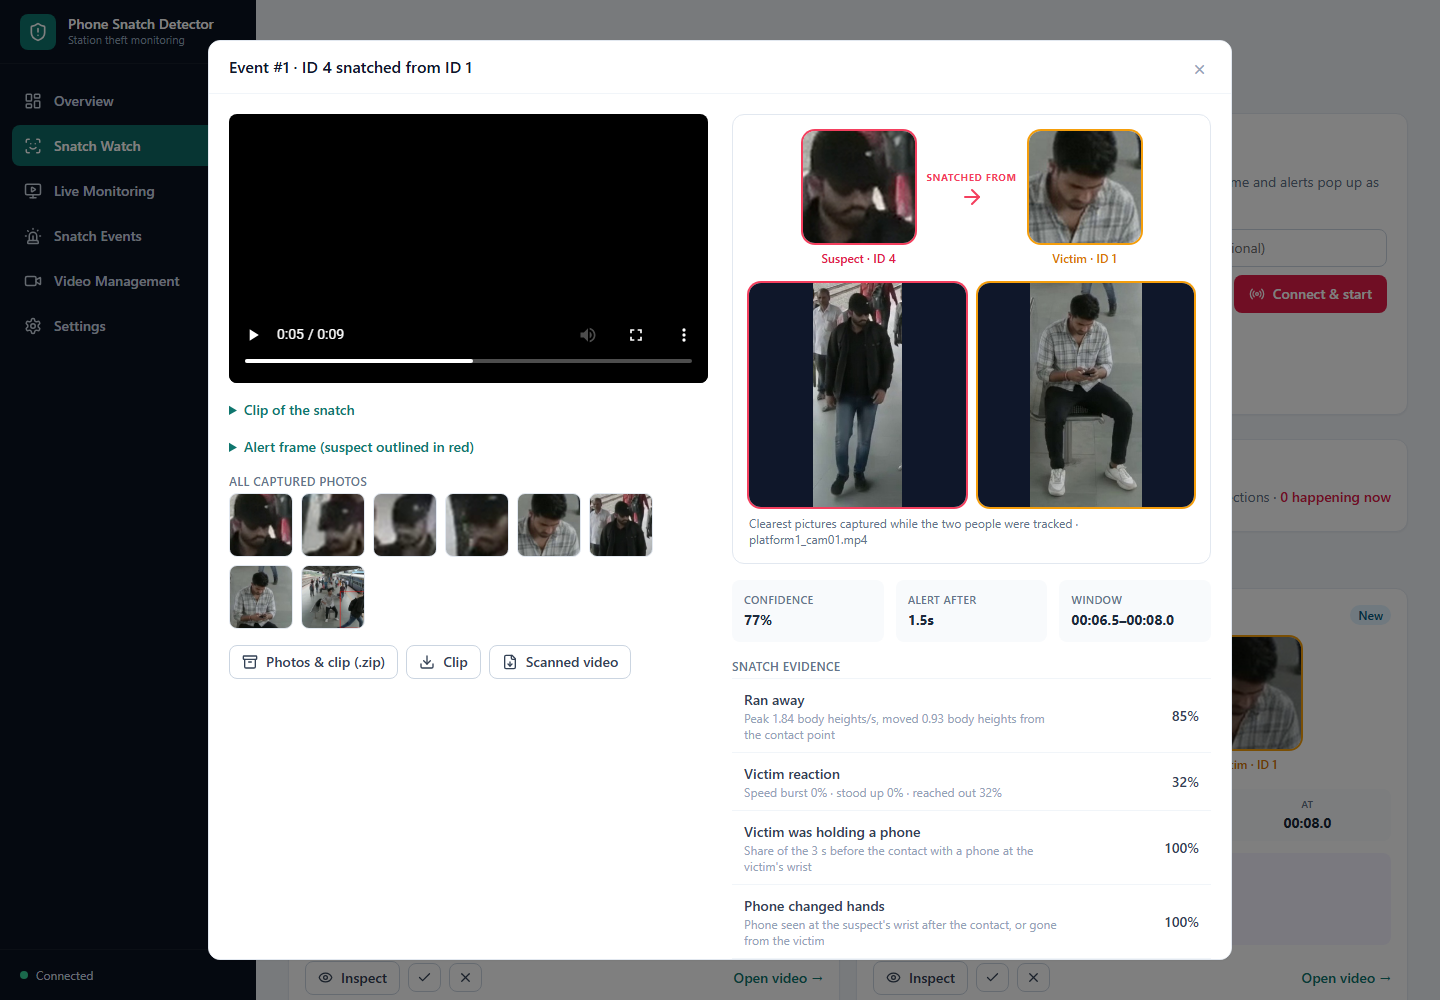 Phone Snatch Detector
Station theft monitoring
Overview
Snatch Watch
Live Monitoring
Snatch Events
Video Management
Settings
Connected
Event #1 · ID 4 snatched from ID 1
0:05 / 0:09
Clip of the snatch
Alert frame (suspect outlined in red)
ALL CAPTURED PHOTOS
Photos & clip (.zip)
Clip
Scanned video
SNATCHED FROM
Suspect · ID 4
Victim · ID 1
Clearest pictures captured while the two people were tracked ·
platform1_cam01.mp4
CONFIDENCE
77%
ALERT AFTER
1.5s
WINDOW
00:06.5–00:08.0
SNATCH EVIDENCE
Ran away
Peak 1.84 body heights/s, moved 0.93 body heights from
the contact point
85%
Victim reaction
Speed burst 0% · stood up 0% · reached out 32%
32%
Victim was holding a phone
Share of the 3 s before the contact with a phone at the
victim's wrist
100%
Phone changed hands
Phone seen at the suspect's wrist after the contact, or gone
from the victim
100%
me and alerts pop up as
ional)
Connect & start
ctions · 0 happening now
New
tim · ID 1
AT
00:08.0
Inspect
Open video →
Inspect
Open video →